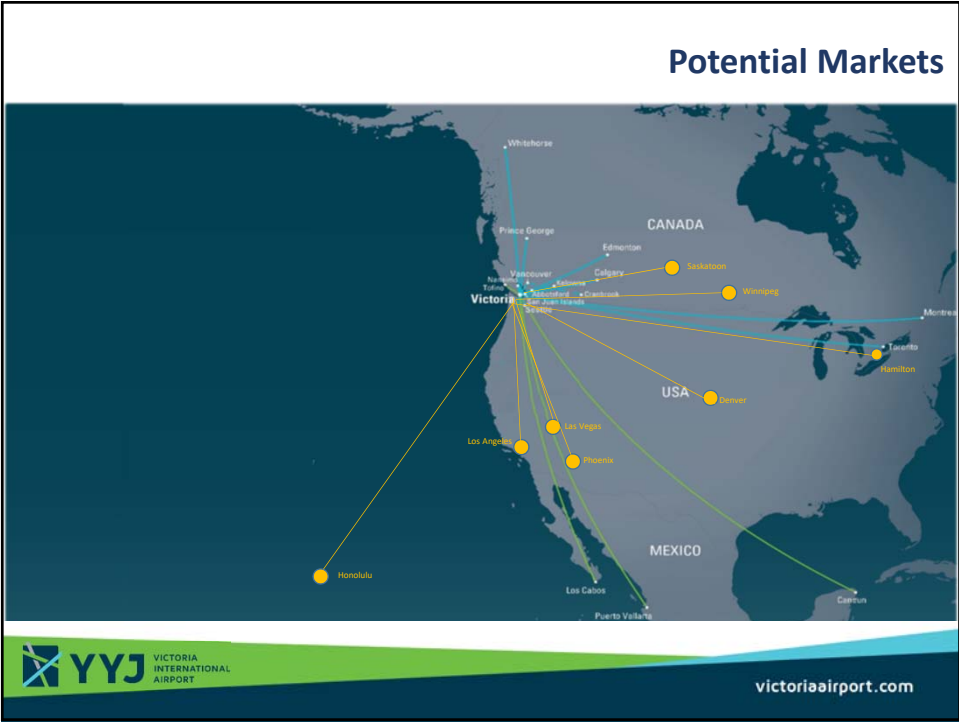 Potential Markets
Whitehorse
CANADA
Prince George
Edmonton
Saskatoon
Vancouver
Calgary
Nanaimo
Kelowna
Tofino
Winnipeg
Abbotsford
Cranbrook
Victoria
San Juan Islands
Seattle
Montrea
Toronto
Hamilton
USA
Denver
Las Vegas
Los Angeles
Phoenix
MEXICO
Honolulu
Los Cabos
Cancun
Puerto Vallarta
YYJ
VICTORIA
INTERNATIONAL
AIRPORT
victoriaairport.com